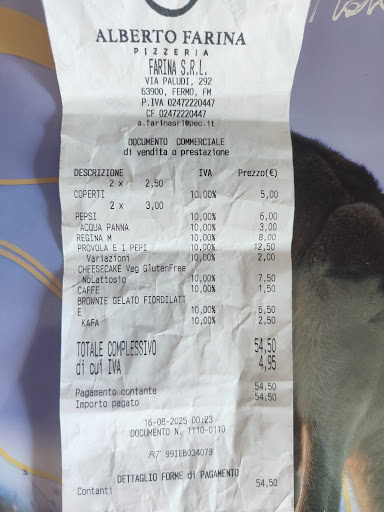 ALBERTO FARINA
PIZZERIA
FARINA S.R.L.
VIA PALUDI, 292
63900, FERMO, FM
P.IVA 02472220447
CF 02472220447
a.farinasrl@pec.it
DOCUMENTO COMMERCIALE
di vendita o prestazione
DESCRIZIONE IVA Prezzo(€)
2 x 2,50
COPERTI 10,00% 5,00
2 x 3,00
PEPSI 10,00% 6,00
ACQUA PANNA 10,00% 3,00
REGINA M 10,00% 8,00
PROVOLA E I PEPI 10,00% 12,50
Variazioni 10,00% 2,00
CHEESECAKE Veg GlutenFree
NoLattosio 10,00% 7,50
CAFFE 10,00% 1,50
BROWNIE GELATO FIORDILATT
E 10,00% 6,50
KAFA 10,00% 2,50
TOTALE COMPLESSIVO 54,50
di cui IVA 4,95
Pagamento contante 54,50
Importo pagato 54,50
16-08-2025 00:23
DOCUMENTO N. 1110-0110
RT 99IEB034079
DETTAGLIO FORME di PAGAMENTO
Contanti 54,50